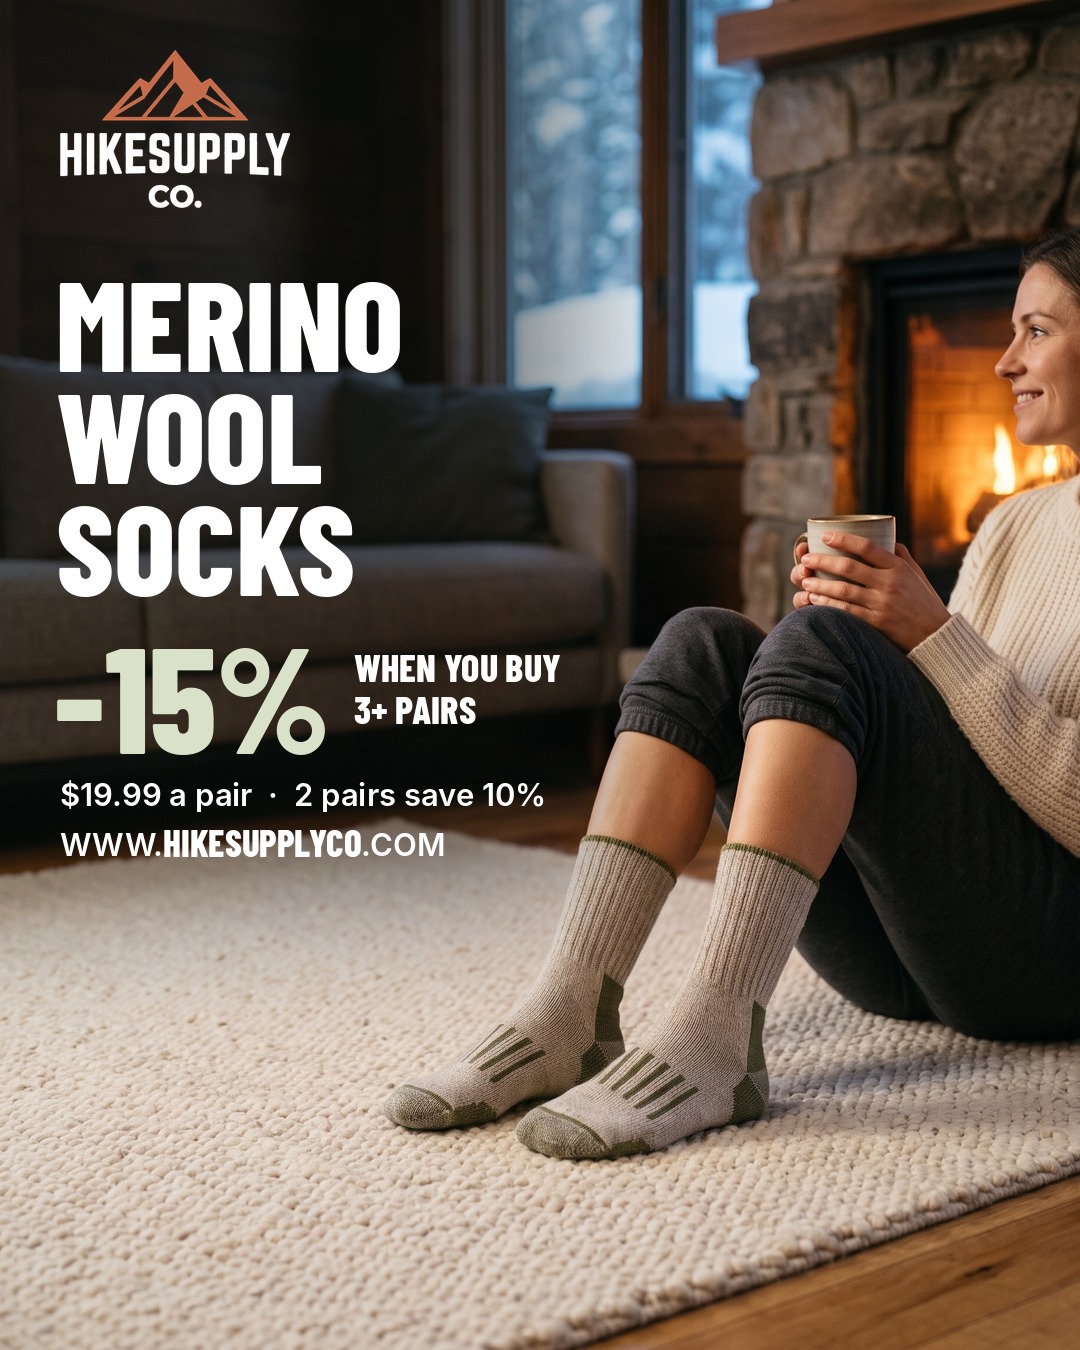 HIKESUPPLY
CO.
MERINO
WOOL
SOCKS
-15%
WHEN YOU BUY
3+ PAIRS
$19.99 a pair · 2 pairs save 10%
WWW.HIKESUPPLYCO.COM